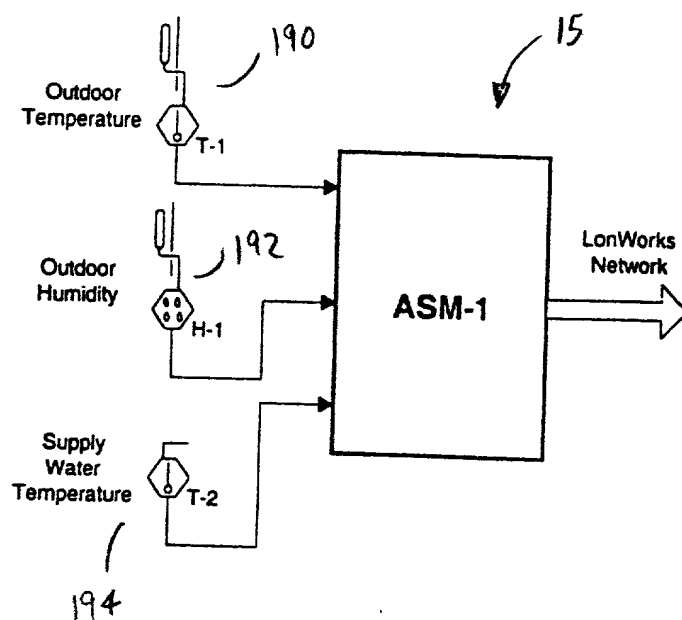 190
15
Outdoor
Temperature
T-1
192
Outdoor
Humidity
H-1
ASM-1
LonWorks
Network
Supply
Water
Temperature
T-2
194